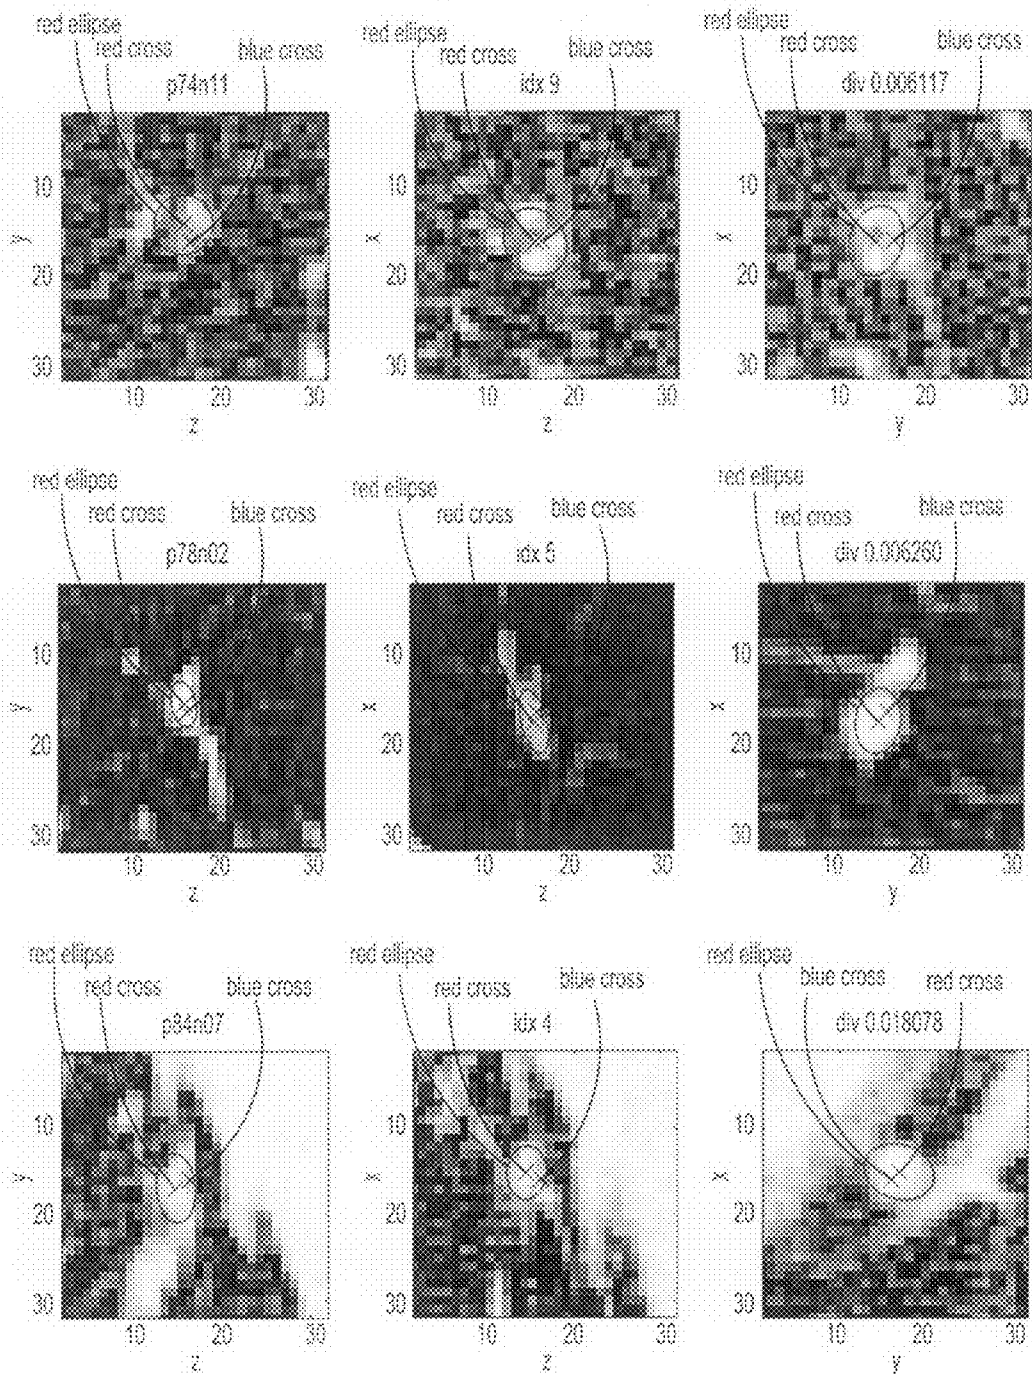 red ellipse
red cross
blue cross
p74n11
y
10
20
30
10 20 30
z
red ellipse
red cross
blue cross
idx 9
x
10
20
30
10 20 30
z
red ellipse
red cross
blue cross
div 0.006117
x
10
20
30
10 20 30
y
red ellipse
red cross
blue cross
p78n02
y
10
20
30
10 20 30
z
red ellipse
red cross
blue cross
idx 5
x
10
20
30
10 20 30
z
red ellipse
red cross
blue cross
div 0.005260
x
10
20
30
10 20 30
y
red ellipse
red cross
blue cross
p84n07
y
10
20
30
10 20 30
z
red ellipse
red cross
blue cross
idx 4
x
10
20
30
10 20 30
z
red ellipse
blue cross
red cross
div 0.018078
x
10
20
30
10 20 30
y